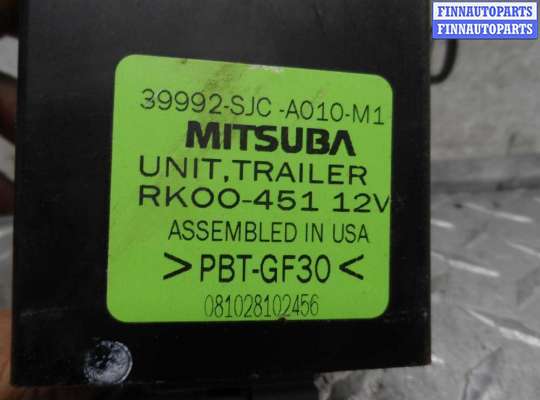 FINNAUTOPARTS
FINNAUTOPARTS
39992-SJC -A010-M1
MITSUBA
UNIT,TRAILER
RK00-451 12V
ASSEMBLED IN USA
>PBT-GF30<
081028102456